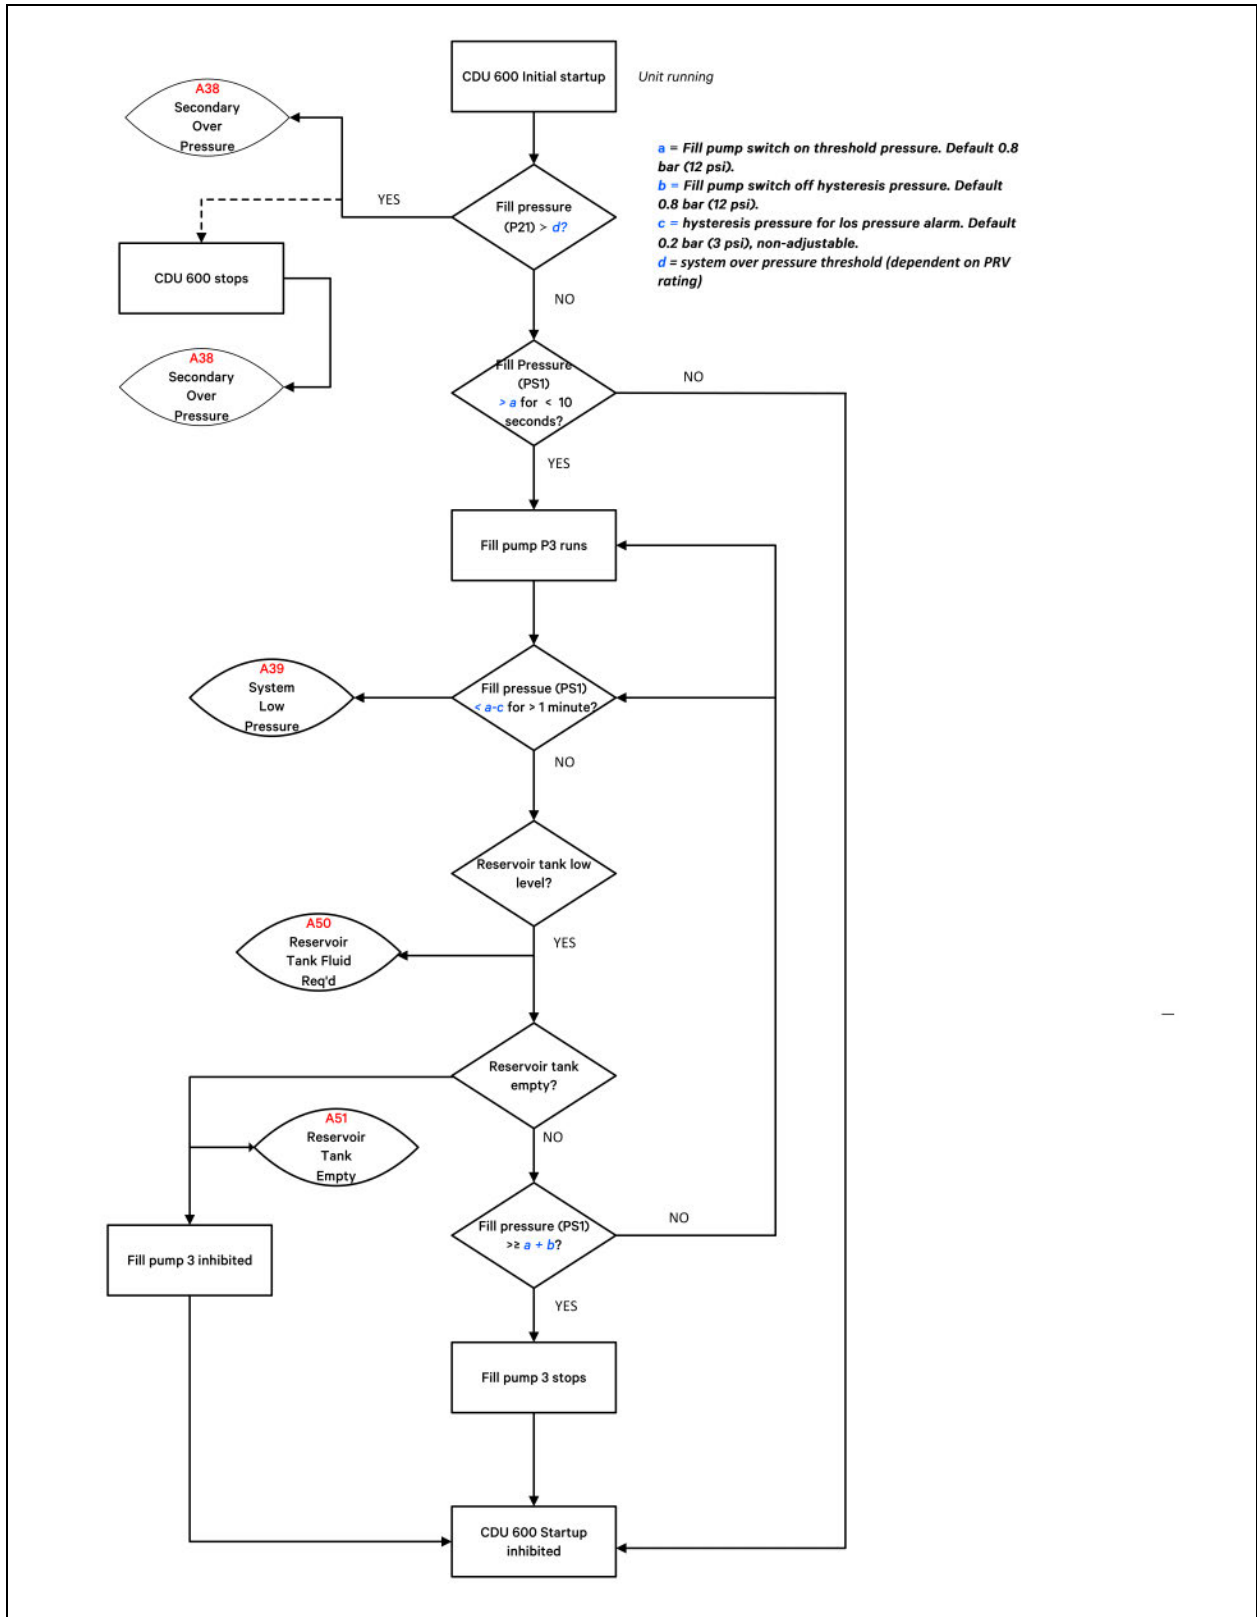 CDU 600 Initial startup
Unit running
A38
Secondary
Over
Pressure
a = Fill pump switch on threshold pressure. Default 0.8
bar (12 psi).
b = Fill pump switch off hysteresis pressure. Default
0.8 bar (12 psi).
c = hysteresis pressure for los pressure alarm. Default
0.2 bar (3 psi), non-adjustable.
d = system over pressure threshold (dependent on PRV
rating)
YES
Fill pressure
(P21) > d?
CDU 600 stops
NO
A38
Secondary
Over
Pressure
Fill Pressure
(PS1)
> a for < 10
seconds?
NO
YES
Fill pump P3 runs
A39
System
Low
Pressure
Fill pressue (PS1)
< a-c for > 1 minute?
NO
Reservoir tank low
level?
YES
A50
Reservoir
Tank Fluid
Req'd
Reservoir tank
empty?
A51
Reservoir
Tank
Empty
NO
Fill pressure (PS1)
>≥ a + b?
NO
Fill pump 3 inhibited
YES
Fill pump 3 stops
CDU 600 Startup
inhibited